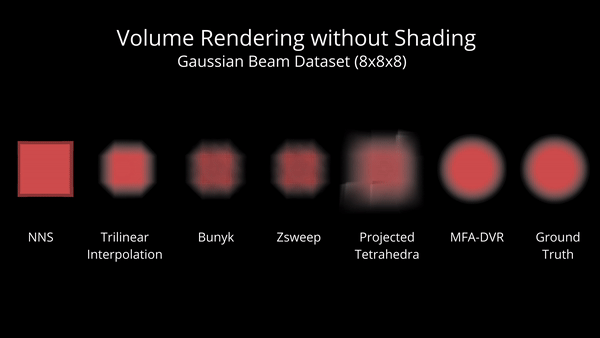 Volume Rendering without Shading
Gaussian Beam Dataset (8x8x8)
NNS
Trilinear
Interpolation
Bunyk
Zsweep
Projected
Tetrahedra
MFA-DVR
Ground
Truth